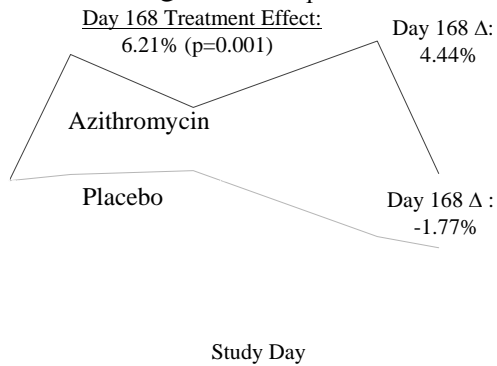 Day 168 Treatment Effect:
6.21% (p=0.001)
Day 168 Δ:
4.44%
Azithromycin
Placebo
Day 168 Δ :
-1.77%
Study Day